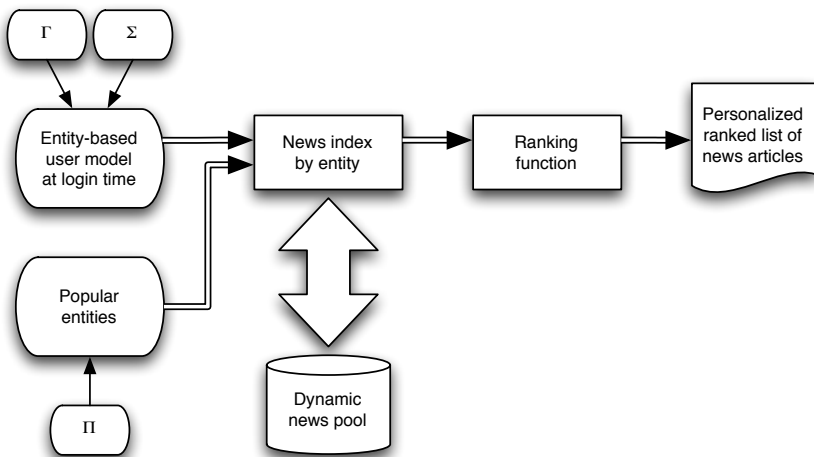 Γ
Σ
Entity-based
user model
at login time
News index
by entity
Ranking
function
Personalized
ranked list of
news articles
Popular
entities
Dynamic
news pool
Π